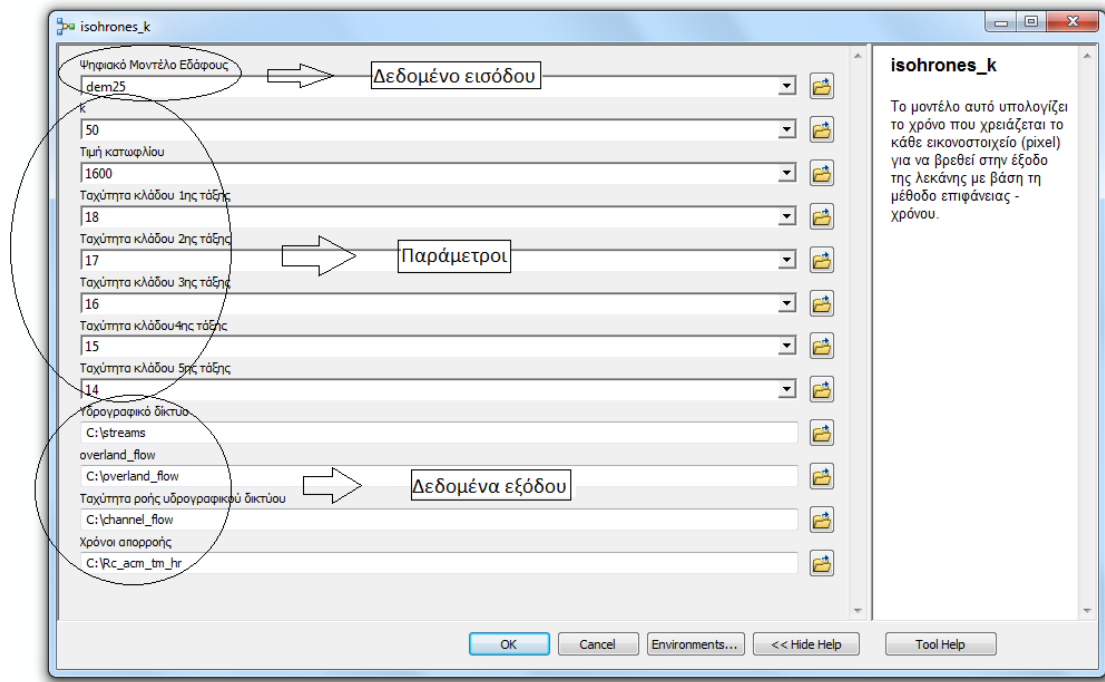 isohrones_k
Ψηφιακό Μοντέλο Εδάφους
dem25
Δεδομένο εισόδου
k
50
Τιμή κατωφλίου
1600
Ταχύτητα κλάδου 1ης τάξης
18
Ταχύτητα κλάδου 2ης τάξης
17
Παράμετροι
Ταχύτητα κλάδου 3ης τάξης
16
Ταχύτητα κλάδου4ης τάξης
15
Ταχύτητα κλάδου 5ης τάξης
14
Υδρογραφικό δίκτυο
C:\streams
overland_flow
C:\overland_flow
Δεδομένα εξόδου
Ταχύτητα ροής υδρογραφικού δικτύου
C:\channel_flow
Χρόνοι απορροής
C:\Rc_acm_tm_hr
isohrones_k
Το μοντέλο αυτό υπολογίζει
το χρόνο που χρειάζεται το
κάθε εικονοστοιχείο (pixel)
για να βρεθεί στην έξοδο
της λεκάνης με βάση τη
μέθοδο επιφάνειας -
χρόνου.
OK
Cancel
Environments...
<< Hide Help
Tool Help